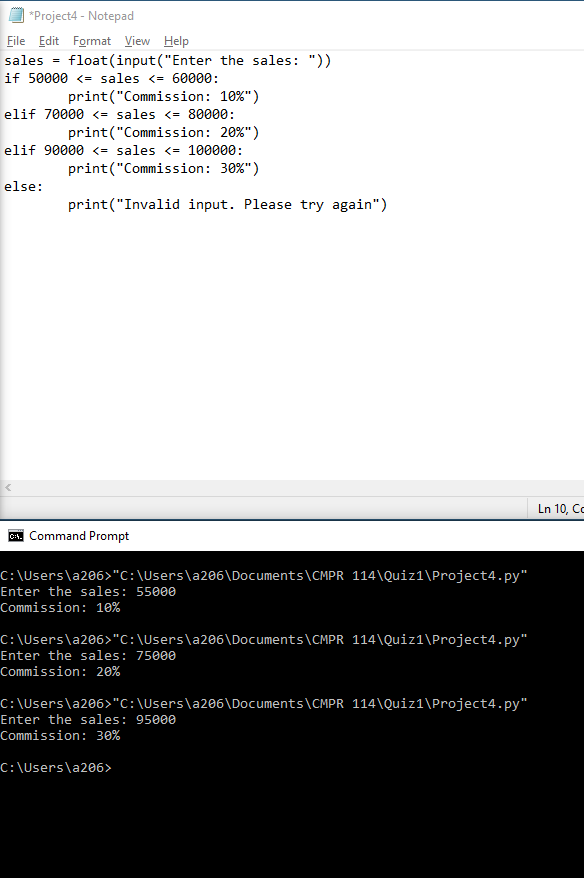 *Project4 - Notepad
File Edit Format View Help
sales = float(input("Enter the sales: "))
if 50000 <= sales <= 60000:
        print("Commission: 10%")
elif 70000 <= sales <= 80000:
        print("Commission: 20%")
elif 90000 <= sales <= 100000:
        print("Commission: 30%")
else:
        print("Invalid input. Please try again")
Ln 10, Co
Command Prompt
C:\Users\a206>"C:\Users\a206\Documents\CMPR 114\Quiz1\Project4.py"
Enter the sales: 55000
Commission: 10%
C:\Users\a206>"C:\Users\a206\Documents\CMPR 114\Quiz1\Project4.py"
Enter the sales: 75000
Commission: 20%
C:\Users\a206>"C:\Users\a206\Documents\CMPR 114\Quiz1\Project4.py"
Enter the sales: 95000
Commission: 30%
C:\Users\a206>